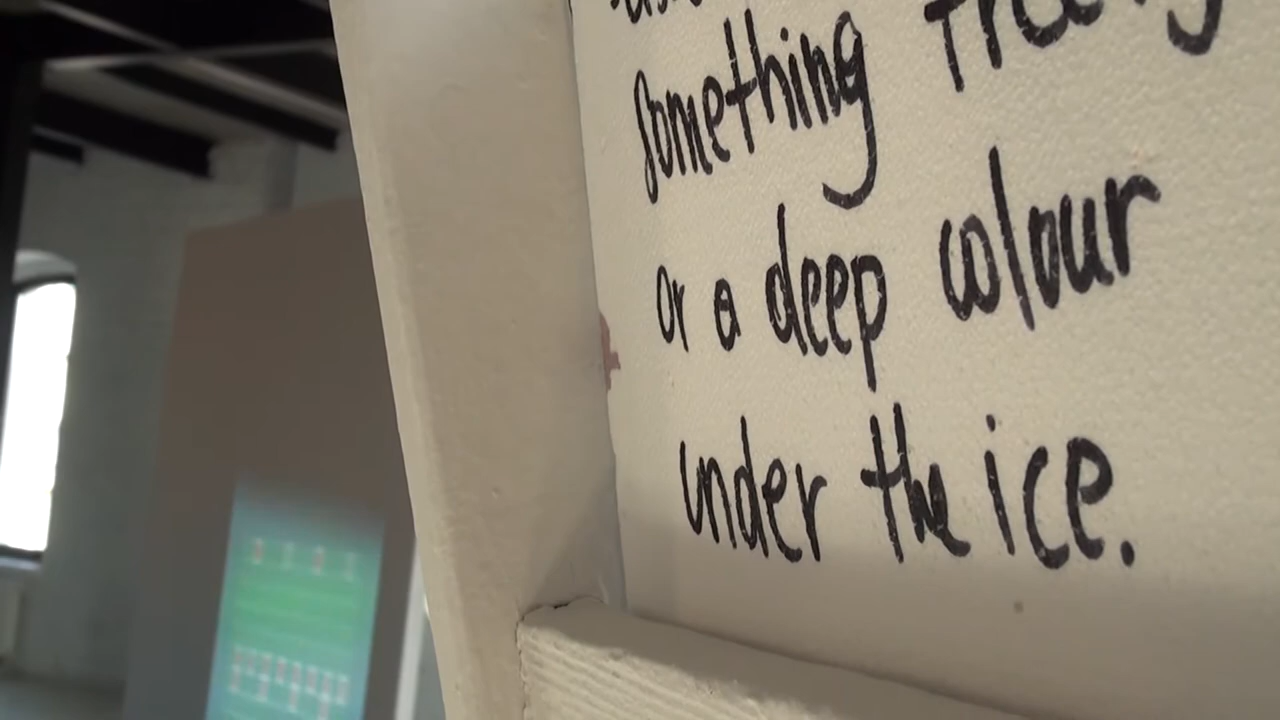 something
or a deep colour
under the ice.